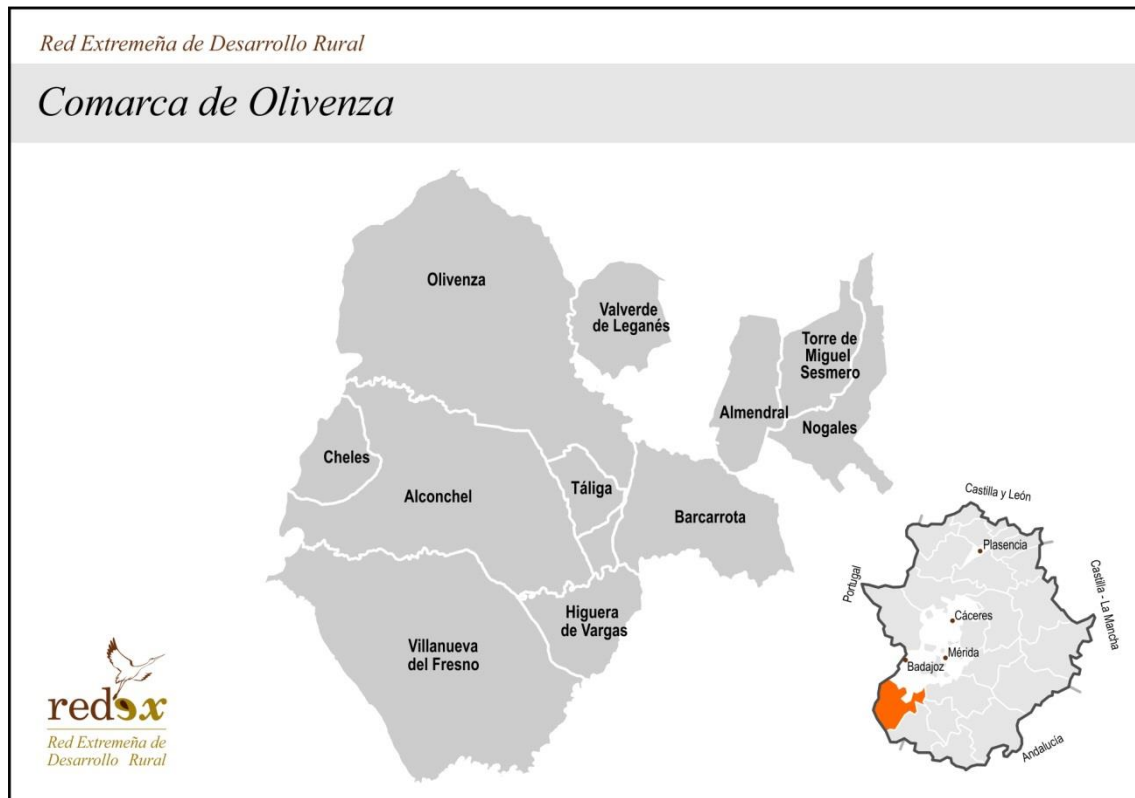 Red Extremeña de Desarrollo Rural
Comarca de Olivenza
Olivenza
Valverde
de Leganés
Torre de
Miguel
Sesmero
Almendral
Nogales
Cheles
Alconchel
Táliga
Barcarrota
Higuera
de Vargas
Villanueva
del Fresno
Castilla y León
Plasencia
Portugal
Castilla - La Mancha
Cáceres
Mérida
Badajoz
Andalucía
redex
Red Extremeña de
Desarrollo Rural